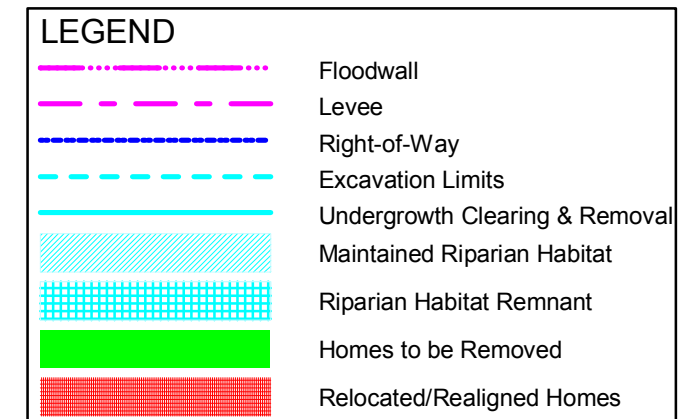 LEGEND
Floodwall
Levee
Right-of-Way
Excavation Limits
Undergrowth Clearing & Removal
Maintained Riparian Habitat
Riparian Habitat Remnant
Homes to be Removed
Relocated/Realigned Homes